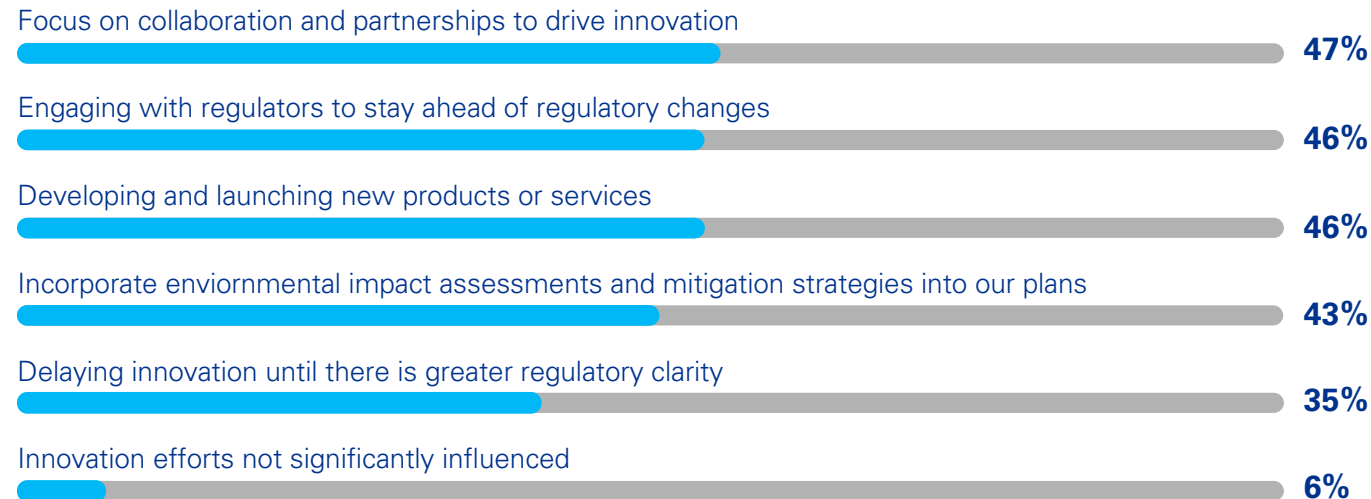 Focus on collaboration and partnerships to drive innovation
47%
Engaging with regulators to stay ahead of regulatory changes
46%
Developing and launching new products or services
46%
Incorporate enviornmental impact assessments and mitigation strategies into our plans
43%
Delaying innovation until there is greater regulatory clarity
35%
Innovation efforts not significantly influenced
6%